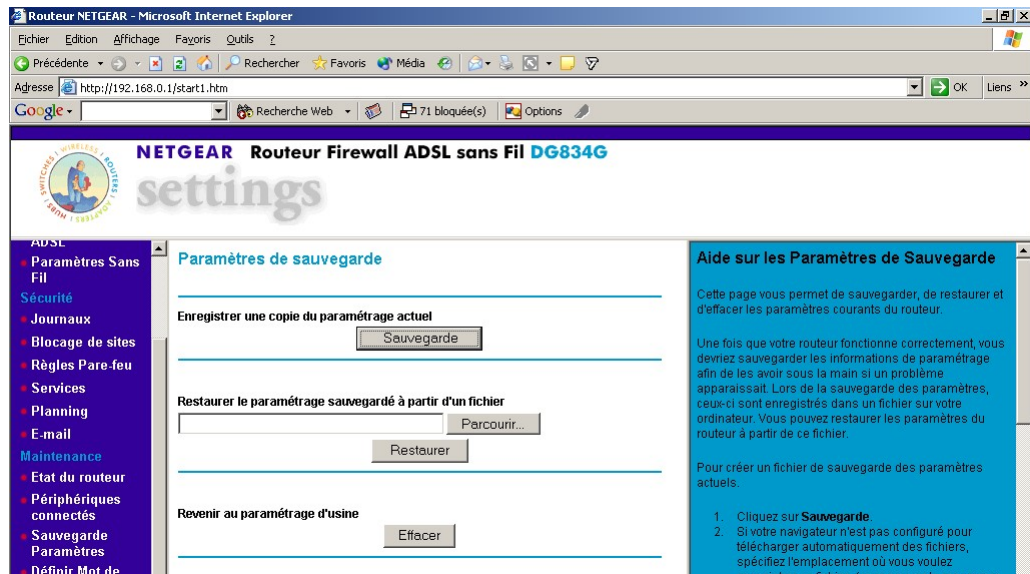 Routeur NETGEAR - Microsoft Internet Explorer
Fichier Edition Affichage Favoris Outils ?
Précédente Rechercher Favoris Média
Adresse http://192.168.0.1/start1.htm OK Liens »
Google Recherche Web 71 bloquée(s) Options
WIRELESS ROUTERS ADAPTERS HUBS SWITCHES
NETGEAR Routeur Firewall ADSL sans Fil DG834G
settings
ADSL
Paramètres Sans
Fil
Sécurité
Journaux
Blocage de sites
Règles Pare-feu
Services
Planning
E-mail
Maintenance
Etat du routeur
Périphériques
connectés
Sauvegarde
Paramètres
Définir Mot de
Paramètres de sauvegarde
Enregistrer une copie du paramétrage actuel
Sauvegarde
Restaurer le paramétrage sauvegardé à partir d'un fichier
Parcourir...
Restaurer
Revenir au paramétrage d'usine
Effacer
Aide sur les Paramètres de Sauvegarde
Cette page vous permet de sauvegarder, de restaurer et
d'effacer les paramètres courants du routeur.
Une fois que votre routeur fonctionne correctement, vous
devriez sauvegarder les informations de paramétrage
afin de les avoir sous la main si un problème
apparaissait. Lors de la sauvegarde des paramètres,
ceux-ci sont enregistrés dans un fichier sur votre
ordinateur. Vous pouvez restaurer les paramètres du
routeur à partir de ce fichier.
Pour créer un fichier de sauvegarde des paramètres
actuels.
1. Cliquez sur Sauvegarde.
2. Si votre navigateur n'est pas configuré pour
télécharger automatiquement des fichiers,
spécifiez l'emplacement où vous voulez